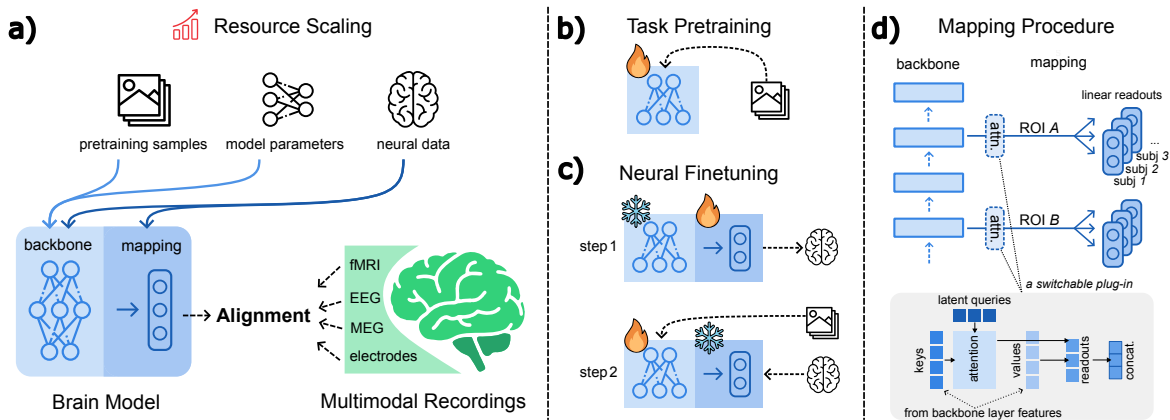 a)
Resource Scaling
pretraining samples
model parameters
neural data
backbone
mapping
Alignment
fMRI
EEG
MEG
electrodes
Brain Model
Multimodal Recordings
b)
Task Pretraining
c)
Neural Finetuning
step 1
step 2
d)
Mapping Procedure
backbone
mapping
linear readouts
attn.
ROI A
...
subj 3
subj 2
subj 1
attn.
ROI B
a switchable plug-in
latent queries
keys
attention
values
readouts
concat.
from backbone layer features